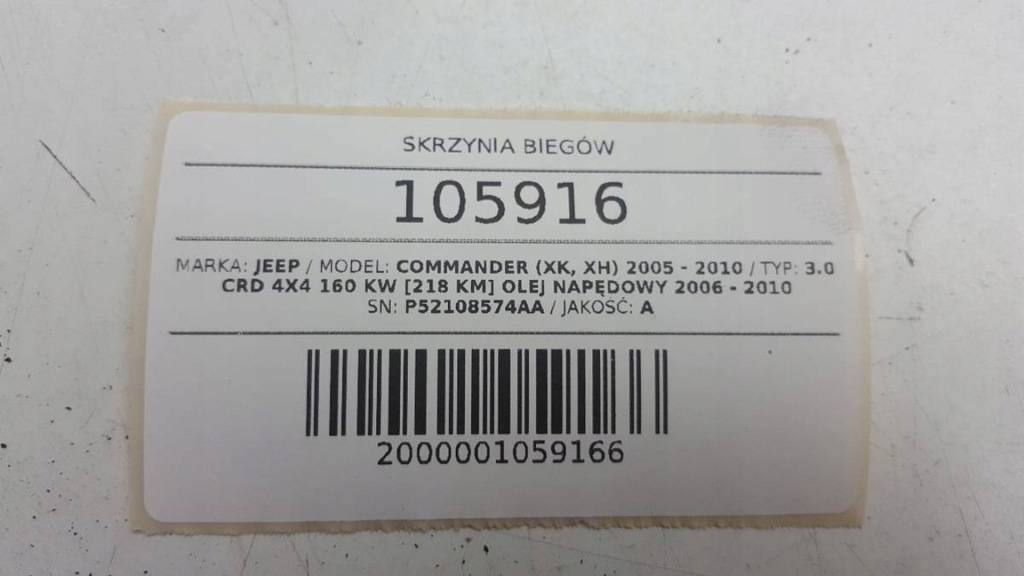 SKRZYNIA BIEGÓW
105916
MARKA: JEEP / MODEL: COMMANDER (XK, XH) 2005 - 2010 / TYP: 3.0
CRD 4X4 160 KW [218 KM] OLEJ NAPĘDOWY 2006 - 2010
SN: P52108574AA / JAKOŚĆ: A
2000001059166